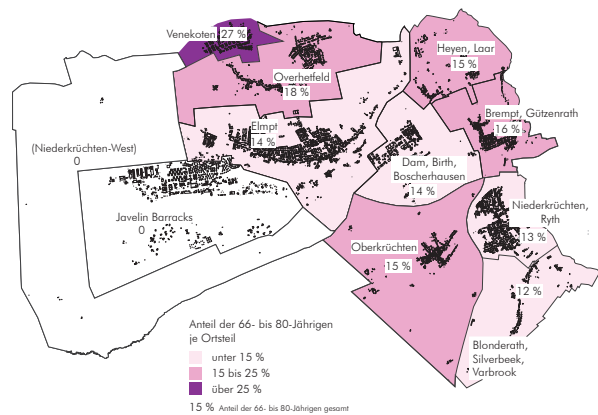 Venekoten 27 %
Overhetfeld
18 %
Heyen, Laar
15 %
Brempt, Gützenrath
16 %
Elmpt
14 %
(Niederkrüchten-West)
0
Dam, Birth,
Boscherhausen
14 %
Javelin Barracks
0
Niederkrüchten,
Ryth
13 %
Oberkrüchten
15 %
12 %
Blonderath,
Silverbeek,
Varbrook
Anteil der 66- bis 80-Jährigen
je Ortsteil
unter 15 %
15 bis 25 %
über 25 %
15 % Anteil der 66- bis 80-Jährigen gesamt